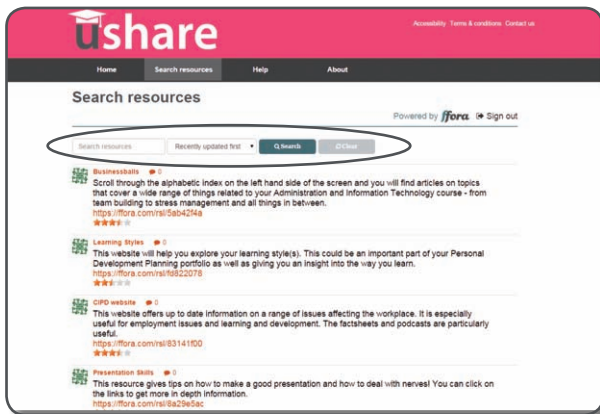 ushare
Accessibility Terms & conditions Contact us
Home Search resources Help About
Search resources
Powered by ffora Sign out
Search resources Recently updated first Search Clear
Businessballs 0
Scroll through the alphabetic index on the left hand side of the screen and you will find articles on topics
that cover a wide range of things related to your Administration and Information Technology course - from
team building to stress management and all things in between.
https://ffora.com/rsl/5ab42f4a
Learning Styles 0
This website will help you explore your learning style(s). This could be an important part of your Personal
Development Planning portfolio as well as giving you an insight into the way you learn.
https://ffora.com/rsl/fd822078
CIPD website 0
This website offers up to date information on a range of issues affecting the workplace. It is especially
useful for employment issues and learning and development. The factsheets and podcasts are particularly
useful.
https://ffora.com/rsl/83141f00
Presentation Skills 0
This resource gives tips on how to make a good presentation and how to deal with nerves! You can click on
the links to get more in depth information.
https://ffora.com/rsl/8a29e5ac